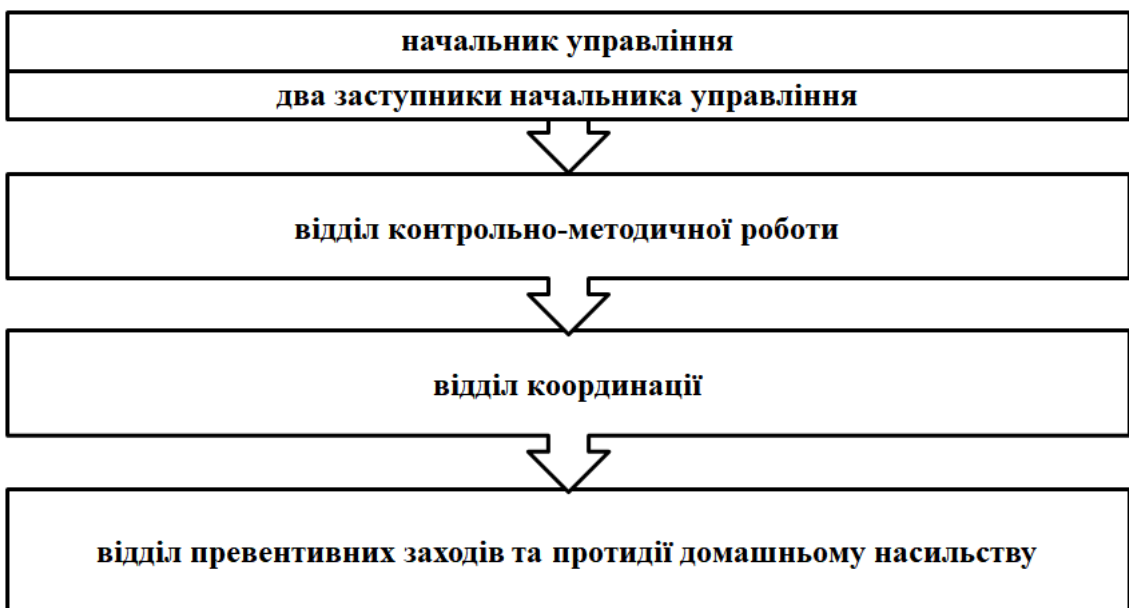 начальник управління
два заступники начальника управління
відділ контрольно-методичної роботи
відділ координації
відділ превентивних заходів та протидії домашньому насильству